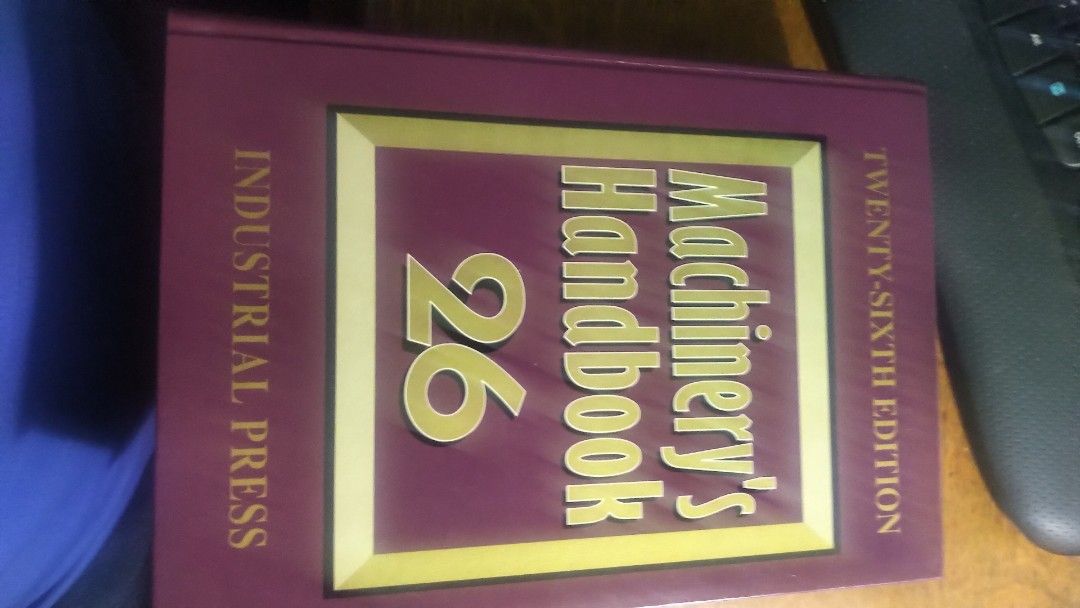 TWENTY-SIXTH EDITION
Machinery's
Handbook
26
INDUSTRIAL PRESS